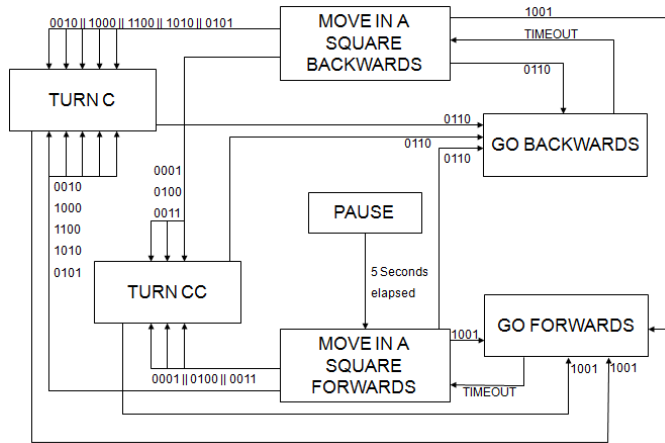 0010 || 1000 || 1100 || 1010 || 0101
MOVE IN A
SQUARE
BACKWARDS
1001
TIMEOUT
0110
TURN C
0110
0110
0110
GO BACKWARDS
0001
0100
0011
0010
1000
1100
1010
0101
PAUSE
5 Seconds
elapsed
TURN CC
MOVE IN A
SQUARE
FORWARDS
1001
GO FORWARDS
0001 || 0100 || 0011
TIMEOUT
1001
1001